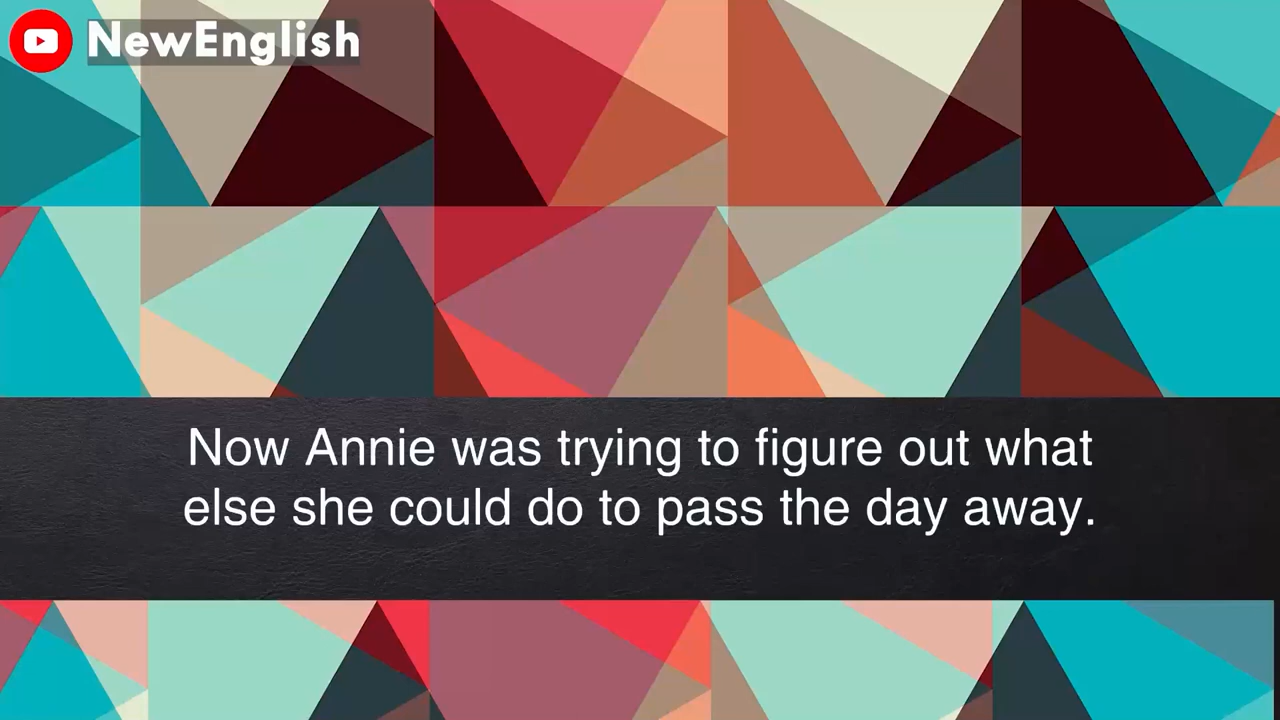 NewEnglish
Now Annie was trying to figure out what
else she could do to pass the day away.